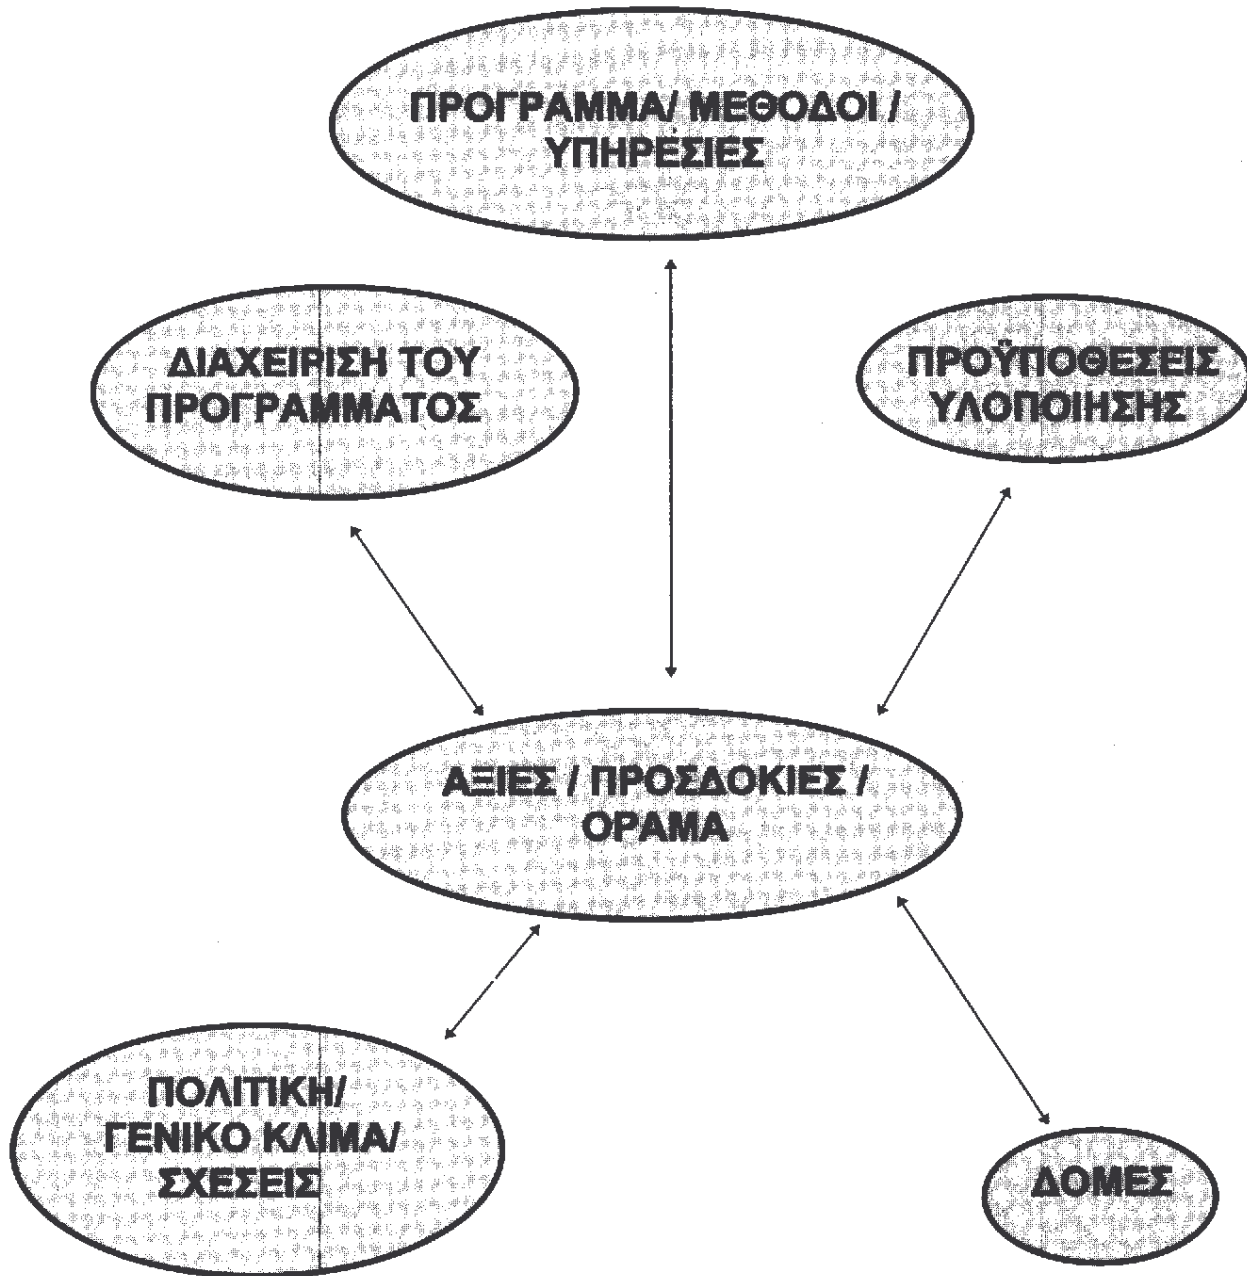 ΠΡΟΓΡΑΜΜΑ/ ΜΕΘΟΔΟΙ /
ΥΠΗΡΕΣΙΕΣ
ΔΙΑΧΕΙΡΙΣΗ ΤΟΥ
ΠΡΟΓΡΑΜΜΑΤΟΣ
ΠΡΟΫΠΟΘΕΣΕΙΣ
ΥΛΟΠΟΙΗΣΗΣ
ΑΞΙΕΣ / ΠΡΟΣΔΟΚΙΕΣ /
ΟΡΑΜΑ
ΠΟΛΙΤΙΚΗ/
ΓΕΝΙΚΟ ΚΛΙΜΑ/
ΣΧΕΣΕΙΣ
ΔΟΜΕΣ